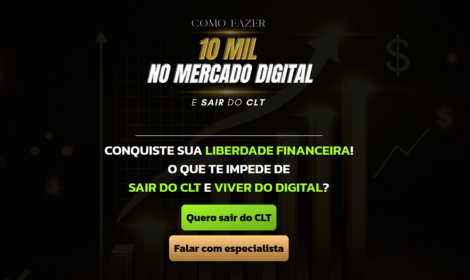 COMO FAZER
10 MIL
NO MERCADO DIGITAL
E SAIR DO CLT
CONQUISTE SUA LIBERDADE FINANCEIRA!
O QUE TE IMPEDE DE
SAIR DO CLT E VIVER DO DIGITAL?
Quero sair do CLT
Falar com especialista